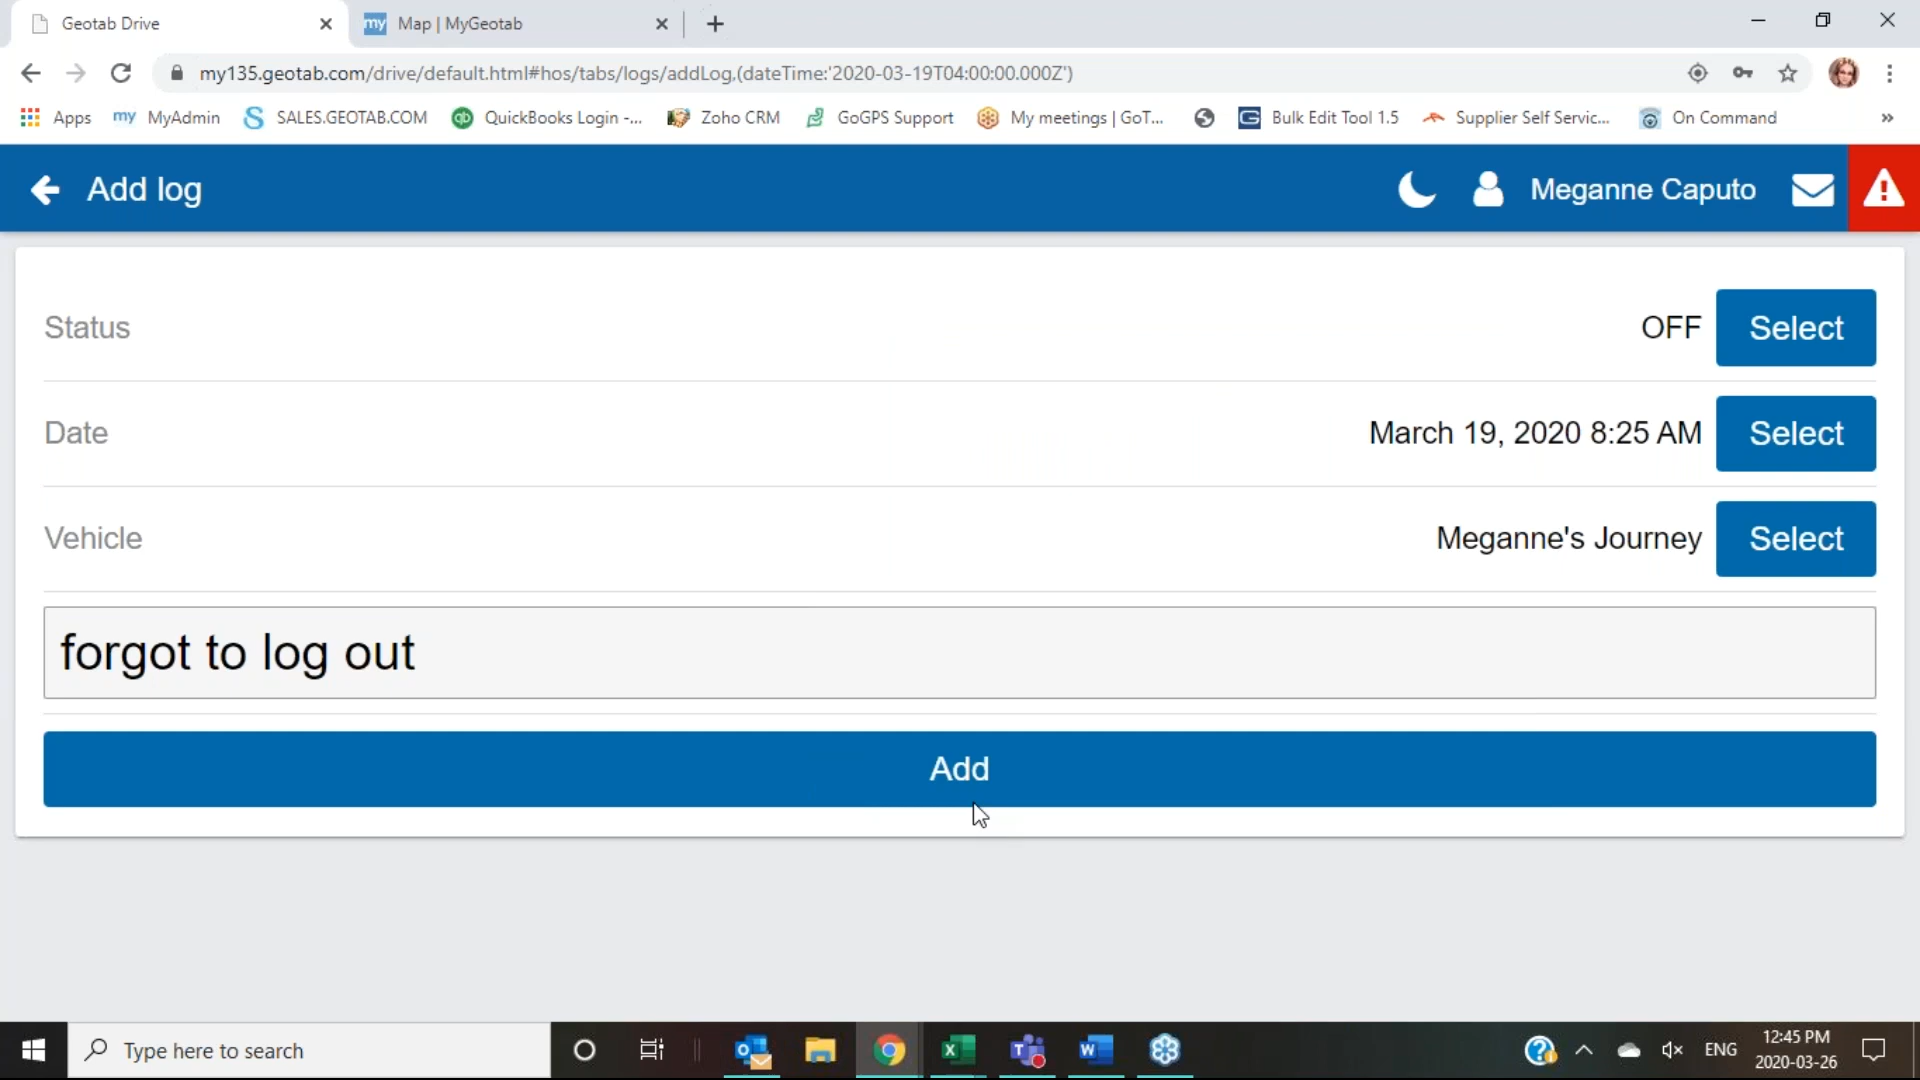 Geotab Drive
my Map | MyGeotab
my135.geotab.com/drive/default.html#hos/tabs/logs/addLog,(dateTime:'2020-03-19T04:00:00.000Z')
Apps my MyAdmin SALES.GEOTAB.COM qb QuickBooks Login -... Zoho CRM GoGPS Support My meetings | GoT... Bulk Edit Tool 1.5 Supplier Self Servic... On Command »
Add log Meganne Caputo
Status OFF Select
Date March 19, 2020 8:25 AM Select
Vehicle Meganne's Journey Select
forgot to log out
Add
Type here to search ENG 12:45 PM
2020-03-26